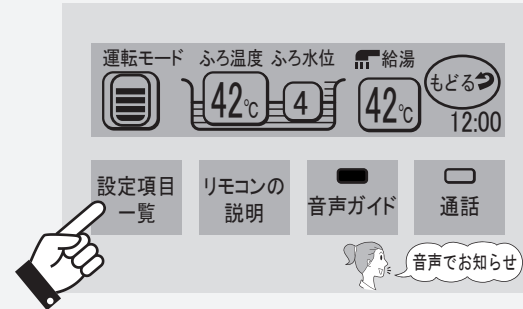 運転モード ふろ温度 ふろ水位 給湯
42℃ 4 42℃ もどる
12:00
設定項目
一覧
リモコンの
説明
音声ガイド
通話
音声でお知らせ